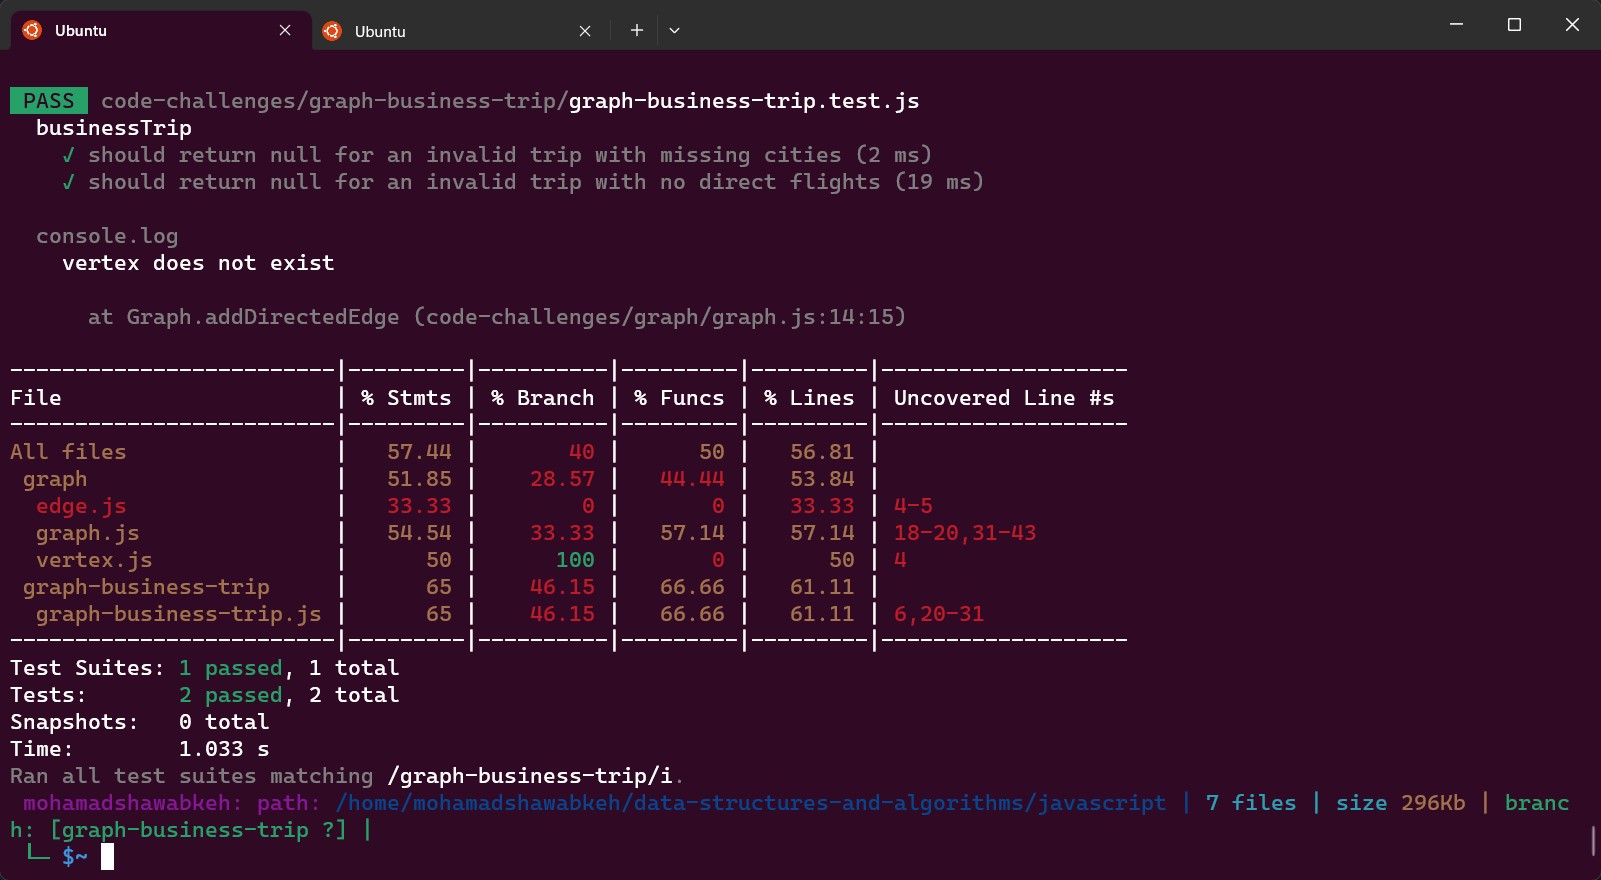 Ubuntu
Ubuntu
PASS code-challenges/graph-business-trip/graph-business-trip.test.js
businessTrip
✓ should return null for an invalid trip with missing cities (2 ms)
✓ should return null for an invalid trip with no direct flights (19 ms)
console.log
vertex does not exist
at Graph.addDirectedEdge (code-challenges/graph/graph.js:14:15)
-------------------------|---------|----------|---------|---------|-------------------
File                     | % Stmts | % Branch | % Funcs | % Lines | Uncovered Line #s
-------------------------|---------|----------|---------|---------|-------------------
All files                |   57.44 |       40 |      50 |   56.81 |
 graph                   |   51.85 |    28.57 |   44.44 |   53.84 |
  edge.js                |   33.33 |        0 |       0 |   33.33 | 4-5
  graph.js               |   54.54 |    33.33 |   57.14 |   57.14 | 18-20,31-43
  vertex.js              |      50 |      100 |       0 |      50 | 4
 graph-business-trip     |      65 |    46.15 |   66.66 |   61.11 |
  graph-business-trip.js |      65 |    46.15 |   66.66 |   61.11 | 6,20-31
-------------------------|---------|----------|---------|---------|-------------------
Test Suites: 1 passed, 1 total
Tests:       2 passed, 2 total
Snapshots:   0 total
Time:        1.033 s
Ran all test suites matching /graph-business-trip/i.
mohamadshawabkeh: path: /home/mohamadshawabkeh/data-structures-and-algorithms/javascript | 7 files | size 296Kb | branc
h: [graph-business-trip ?] |
└─ $~